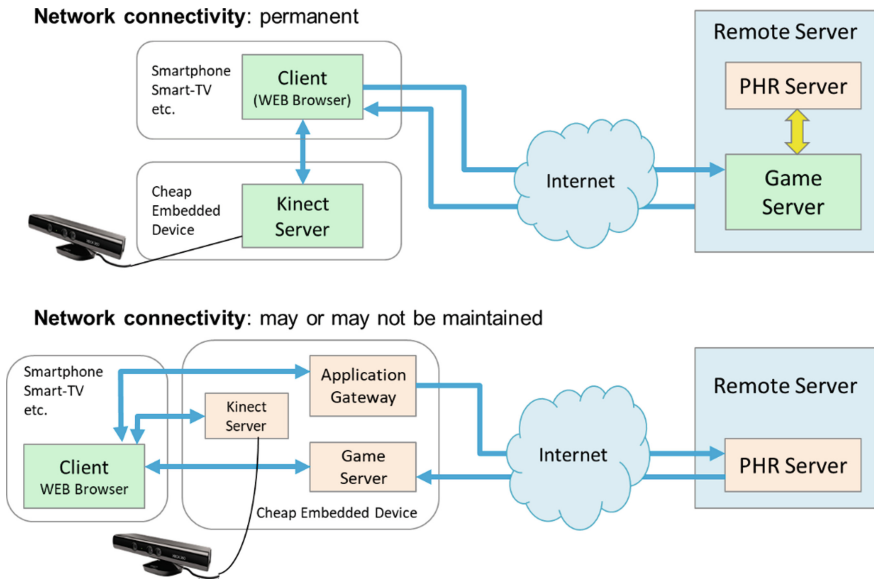 Network connectivity: permanent
Smartphone
Smart-TV
etc.
Client
(WEB Browser)
Cheap
Embedded
Device
Kinect
Server
Internet
Remote Server
PHR Server
Game
Server
Network connectivity: may or may not be maintained
Smartphone
Smart-TV
etc.
Client
WEB Browser
Kinect
Server
Application
Gateway
Game
Server
Cheap Embedded Device
Internet
Remote Server
PHR Server